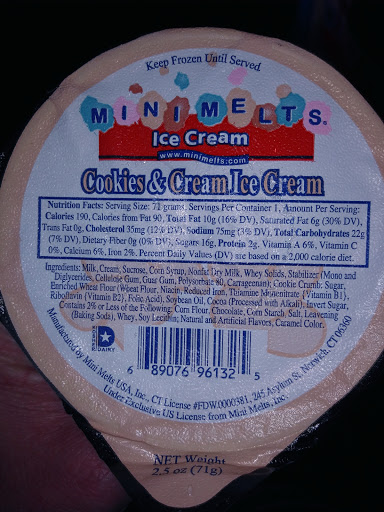 Keep Frozen Until Served
MINI MELTS®
Ice Cream
www.minimelts.com
Cookies & Cream Ice Cream
Nutrition Facts: Serving Size: 71 grams, Servings Per Container 1, Amount Per Serving:
Calories 190, Calories from Fat 90, Total Fat 10g (16% DV), Saturated Fat 6g (30% DV),
Trans Fat 0g, Cholesterol 35mg (12% DV), Sodium 75mg (3% DV), Total Carbohydrates 22g
(7% DV), Dietary Fiber 0g (0% DV), Sugars 16g, Protein 2g, Vitamin A 6%, Vitamin C
0%, Calcium 6%, Iron 2%. Percent Daily Values (DV) are based on a 2,000 calorie diet.
Ingredients: Milk, Cream, Sucrose, Corn Syrup, Nonfat Dry Milk, Whey Solids, Stabilizer (Mono and
Diglycerides, Cellulose Gum, Guar Gum, Polysorbate 80, Carrageenan); Cookie Crumb: Sugar,
Enriched Wheat Flour (Wheat Flour, Niacin, Reduced Iron, Thiamine Mononitrate {Vitamin B1},
Riboflavin {Vitamin B2}, Folic Acid), Soybean Oil, Cocoa (Processed with Alkali), Invert Sugar,
Contains 2% or Less of the Following: Corn Flour, Chocolate, Corn Starch, Salt, Leavening
(Baking Soda), Whey, Soy Lecithin; Natural and Artificial Flavors, Caramel Color.
DAIRY
6 89076 96132 5
Manufactured by Mini Melts USA, Inc., CT License #FDW.0000381, 245 Asylum St, Norwich, CT 06360
Under Exclusive US License from Mini Melts, Inc.
NET Weight
2.5 oz (71g)